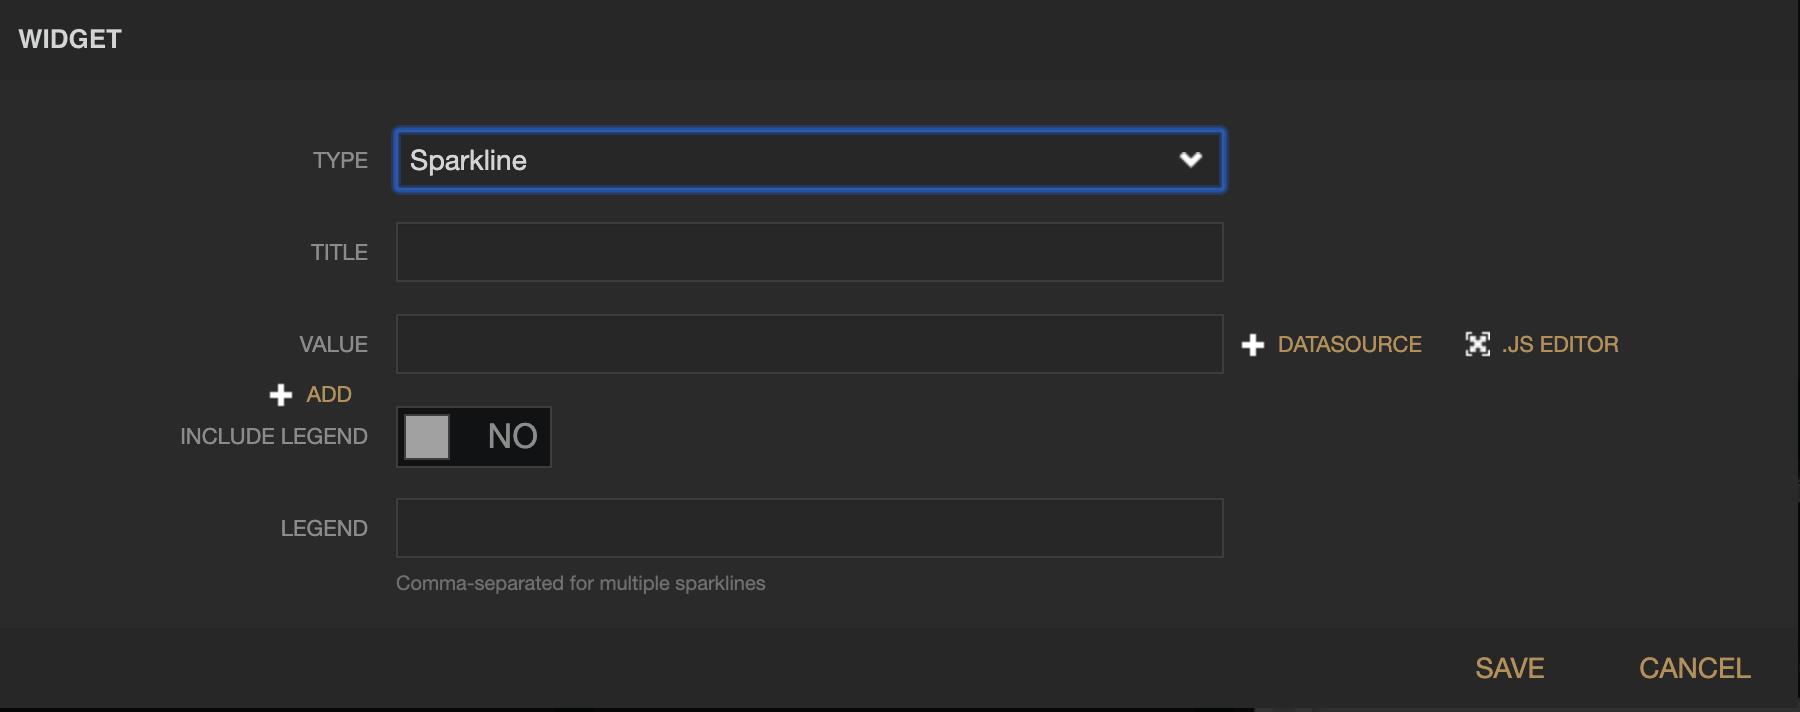 WIDGET
TYPE Sparkline
TITLE
VALUE DATASOURCE .JS EDITOR
ADD
INCLUDE LEGEND NO
LEGEND
Comma-separated for multiple sparklines
SAVE CANCEL